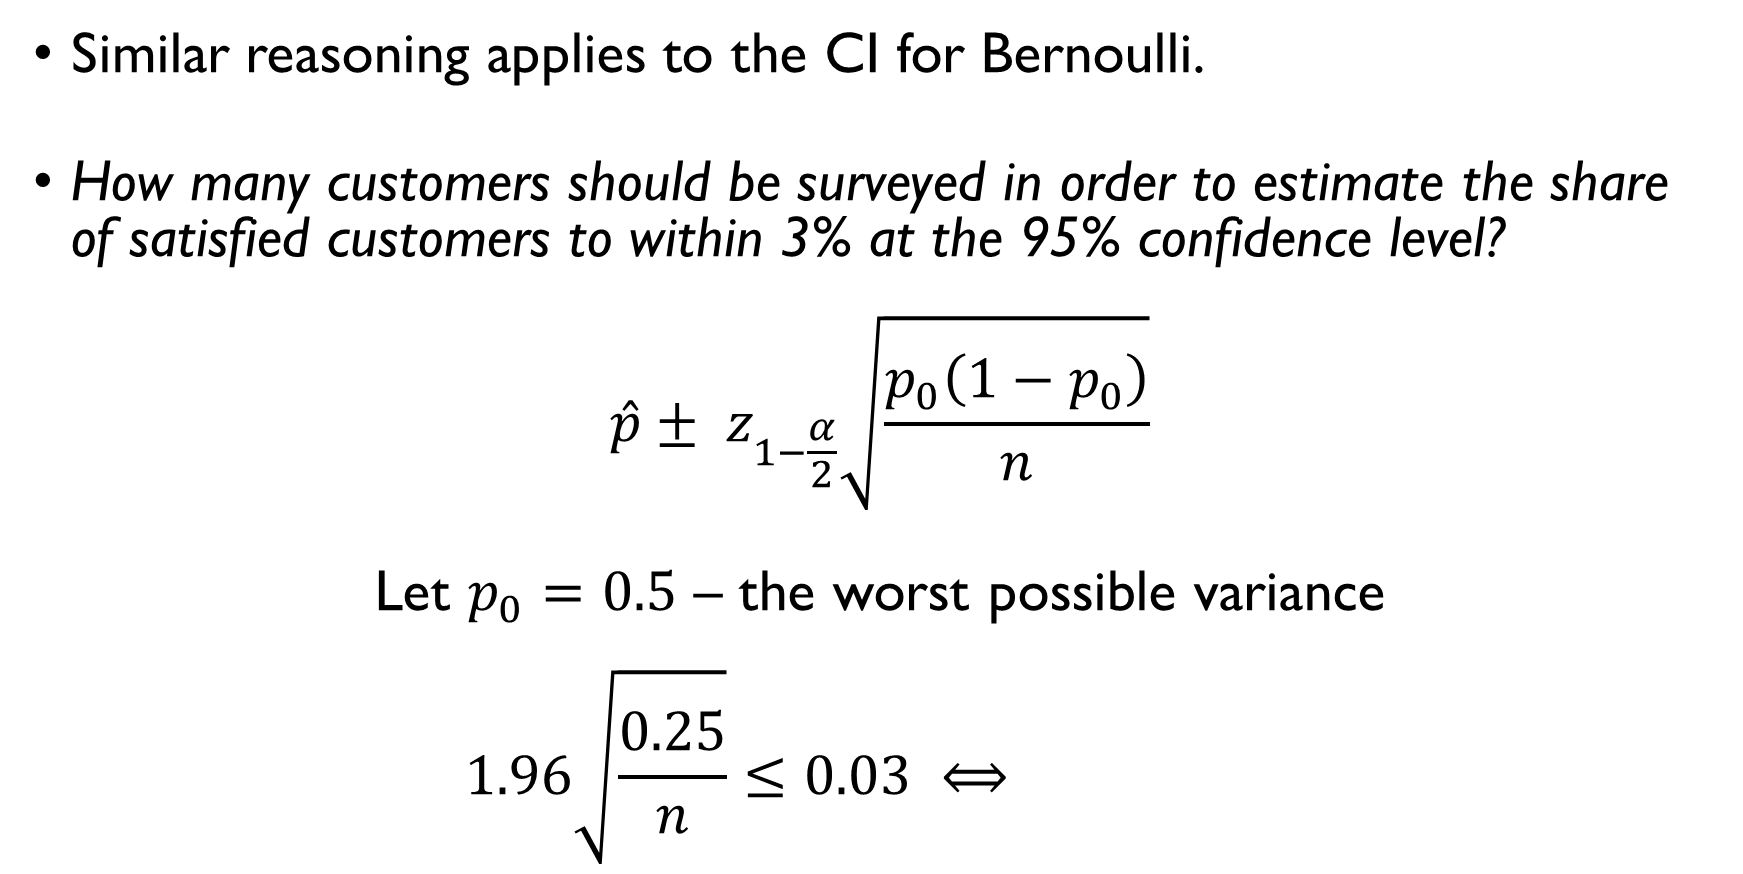 • Similar reasoning applies to the CI for Bernoulli.
• How many customers should be surveyed in order to estimate the share
of satisfied customers to within 3% at the 95% confidence level?
p̂ ± z_{1−α/2} √(p₀(1 − p₀)/n)
Let p₀ = 0.5 – the worst possible variance
1.96 √(0.25/n) ≤ 0.03 ⟺